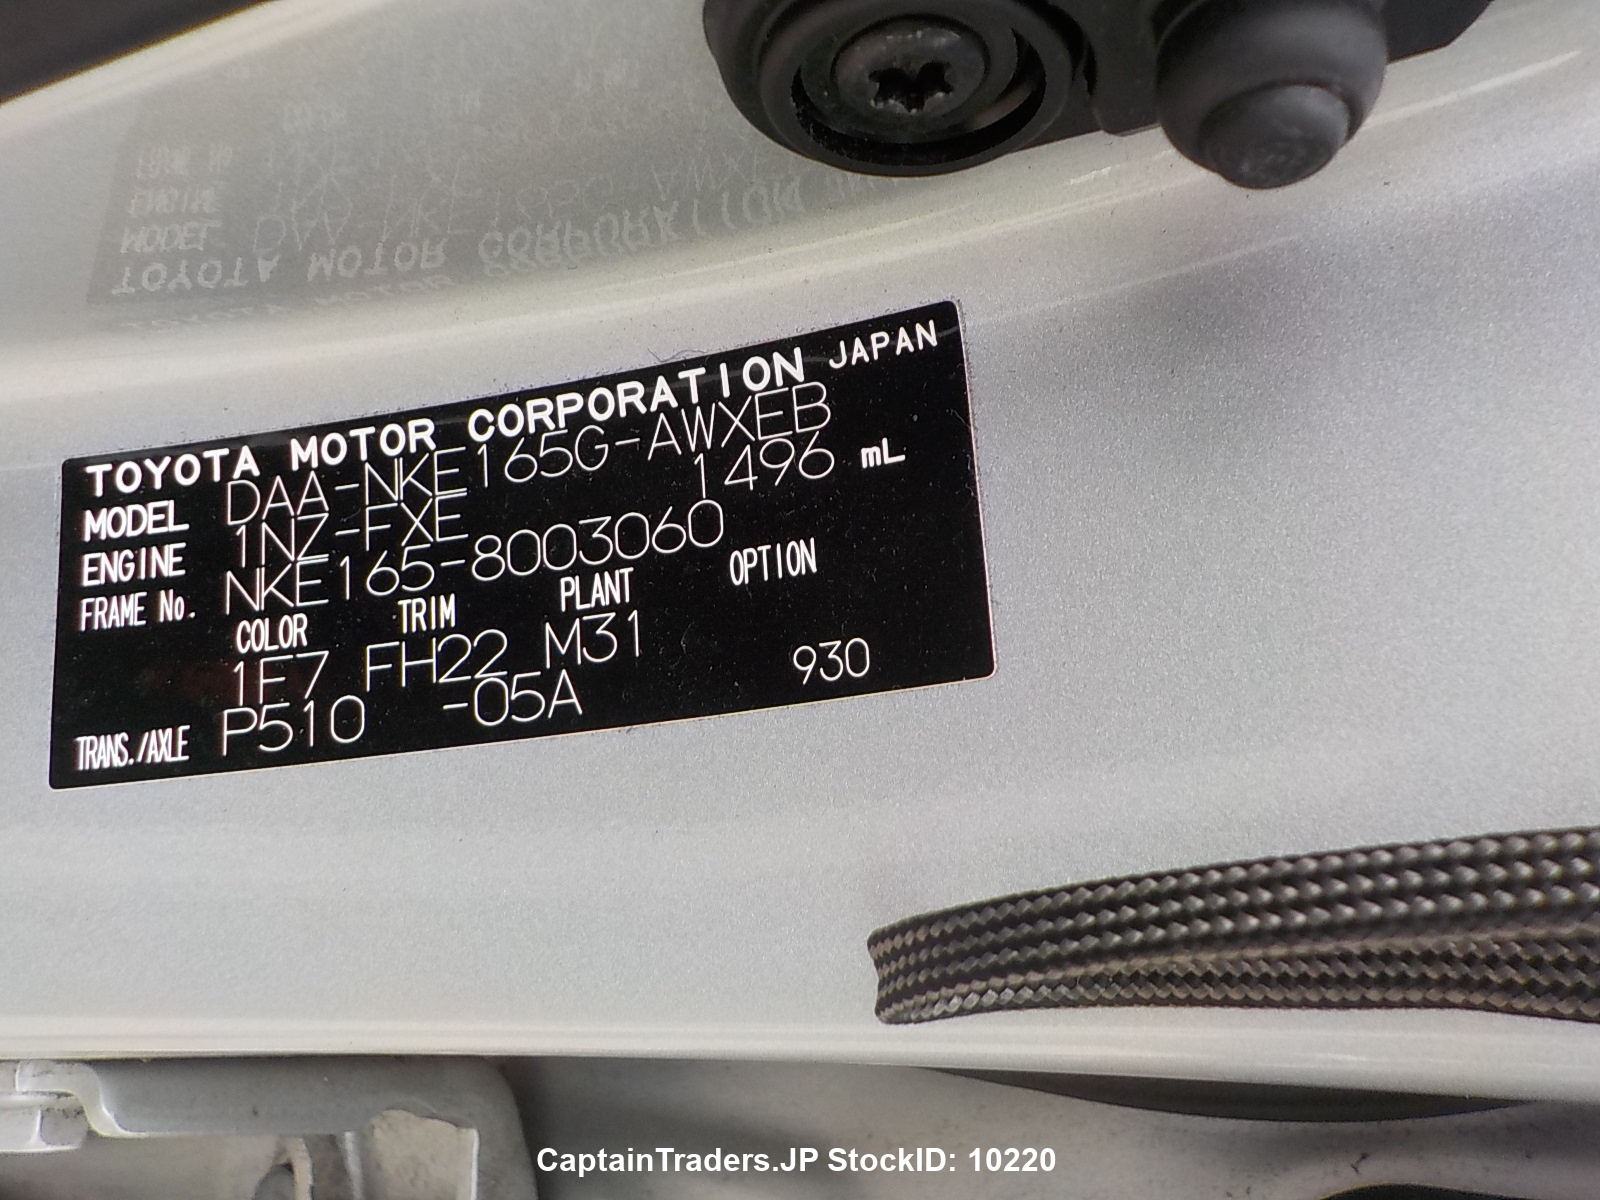 TOYOTA MOTOR CORPORATION JAPAN
MODEL DAA-NKE165G-AWXEB
ENGINE 1NZ-FXE 1496 mL
FRAME No. NKE165-8003060
COLOR TRIM PLANT OPTION
1F7 FH22 M31
TRANS./AXLE P510 -05A 930
CaptainTraders.JP StockID: 10220